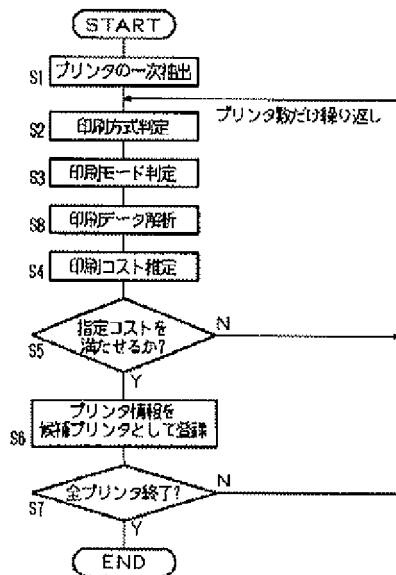 START
S1 プリンタの一次抽出
プリンタ数だけ繰り返し
S2 印刷方式判定
S3 印刷モード判定
S8 印刷データ解析
S4 印刷コスト推定
指定コストを
満たせるか?
N
S5
Y
プリンタ情報を
候補プリンタとして登録
S6
全プリンタ終了?
N
S7
Y
END